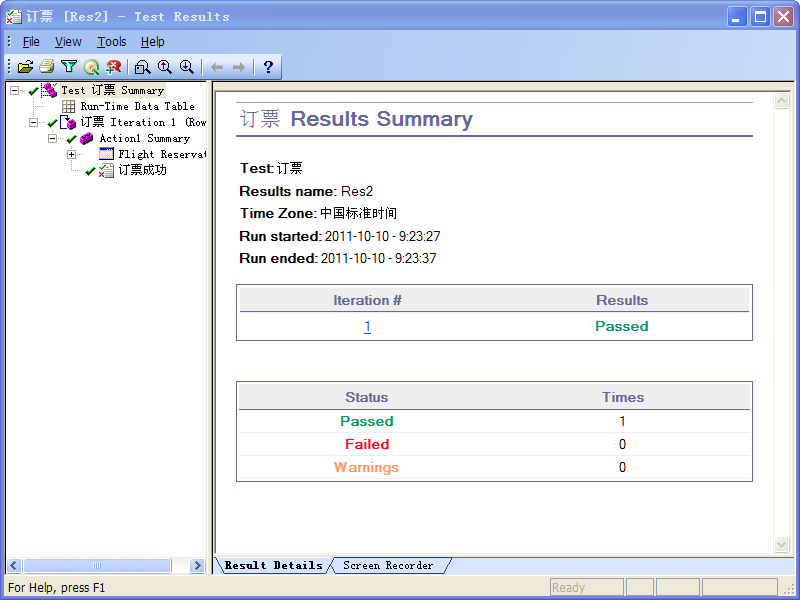 订票 [Res2] - Test Results
File View Tools Help
Test 订票 Summary
Run-Time Data Table
订票 Iteration 1 (Row
Action1 Summary
Flight Reservat
订票成功
订票 Results Summary
Test: 订票
Results name: Res2
Time Zone: 中国标准时间
Run started: 2011-10-10 - 9:23:27
Run ended: 2011-10-10 - 9:23:37
Iteration # Results
1 Passed
Status Times
Passed 1
Failed 0
Warnings 0
Result Details Screen Recorder
For Help, press F1 Ready